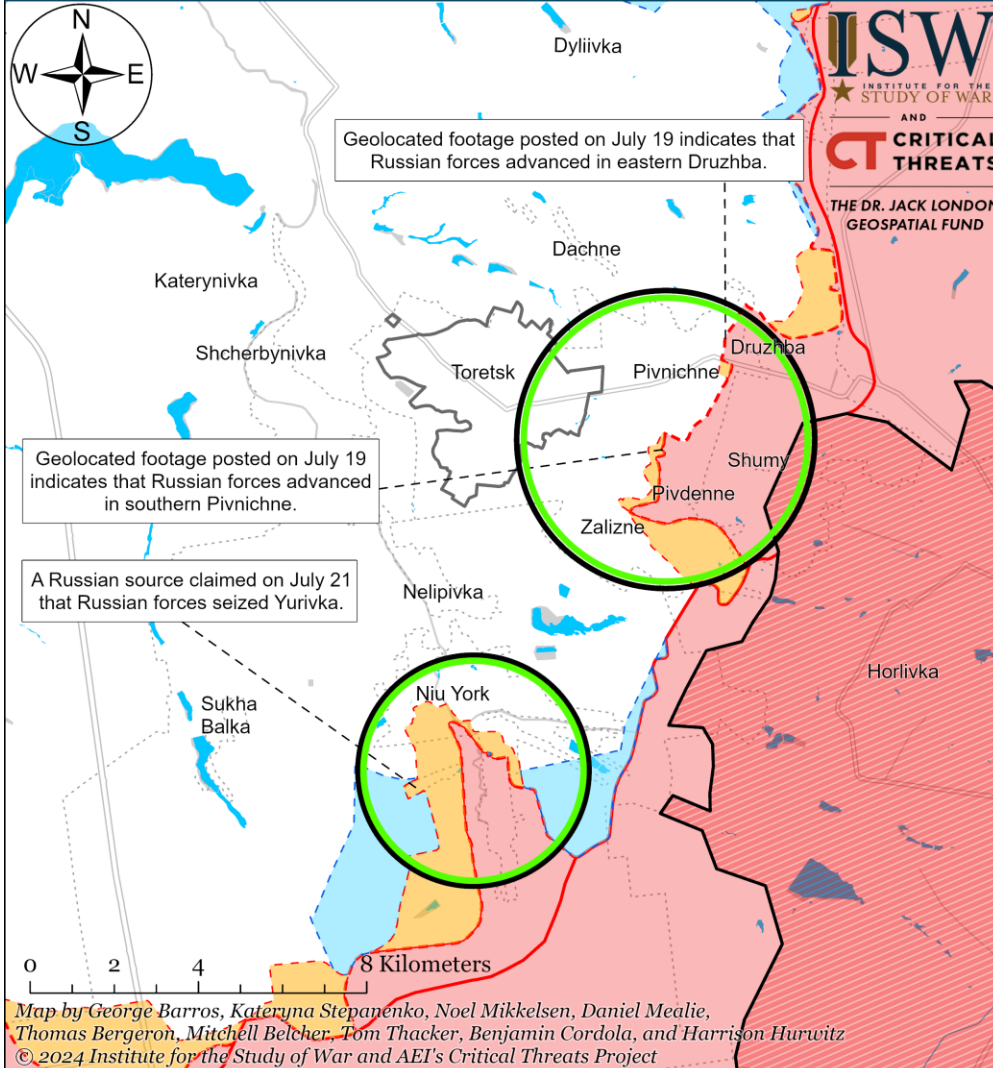 N
W
E
S
Dyliivka
ISW
INSTITUTE FOR THE
STUDY OF WAR
AND
CT CRITICAL
THREATS
THE DR. JACK LONDON
GEOSPATIAL FUND
Geolocated footage posted on July 19 indicates that
Russian forces advanced in eastern Druzhba.
Dachne
Katerynivka
Shcherbynivka
Toretsk
Druzhba
Pivnichne
Geolocated footage posted on July 19
indicates that Russian forces advanced
in southern Pivnichne.
Shumy
Pivdenne
Zalizne
A Russian source claimed on July 21
that Russian forces seized Yurivka.
Nelipivka
Horlivka
Niu York
Sukha
Balka
0 2 4 8 Kilometers
Map by George Barros, Kateryna Stepanenko, Noel Mikkelsen, Daniel Mealie,
Thomas Bergeron, Mitchell Belcher, Tom Thacker, Benjamin Cordola, and Harrison Hurwitz
© 2024 Institute for the Study of War and AEI's Critical Threats Project